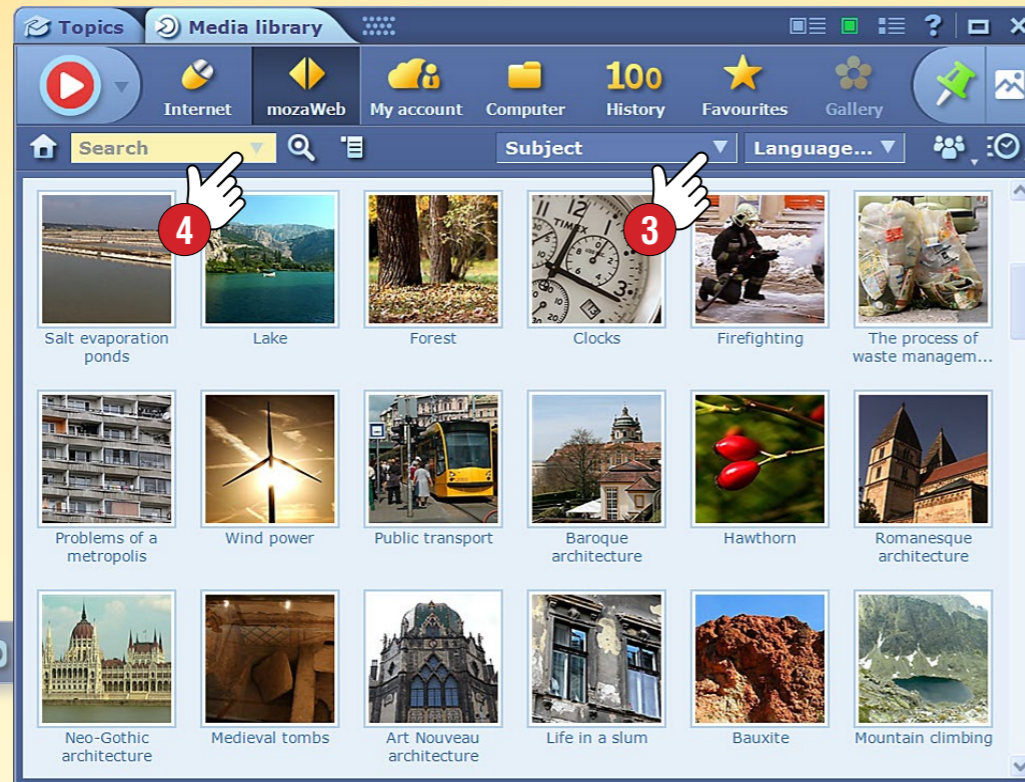 Topics
Media library
?
Internet
mozaWeb
My account
Computer
100
History
Favourites
Gallery
Search
Subject
Language...
4
3
12
TIMEX
Salt evaporation
ponds
Lake
Forest
Clocks
Firefighting
The process of
waste managem...
Problems of a
metropolis
Wind power
Public transport
Baroque
architecture
Hawthorn
Romanesque
architecture
Neo-Gothic
architecture
Medieval tombs
Art Nouveau
architecture
Life in a slum
Bauxite
Mountain climbing